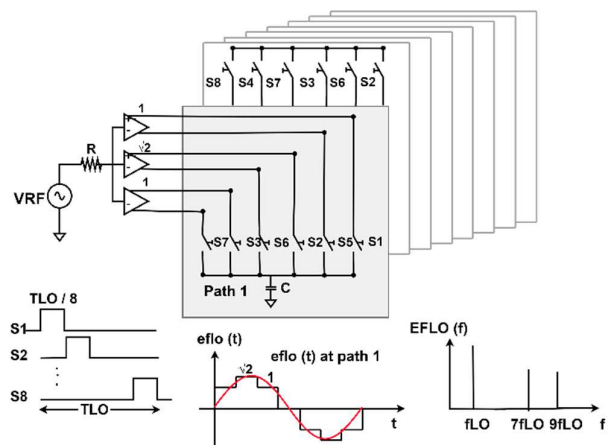 S8 S4 S7 S3 S6 S2
1
√2
1
R
VRF
+
-
+
-
+
-
S7 S3 S6 S2 S5 S1
Path 1
C
TLO / 8
S1
S2
⋮
S8
TLO
eflo (t)
eflo (t) at path 1
√2
1
t
EFLO (f)
fLO 7fLO 9fLO f